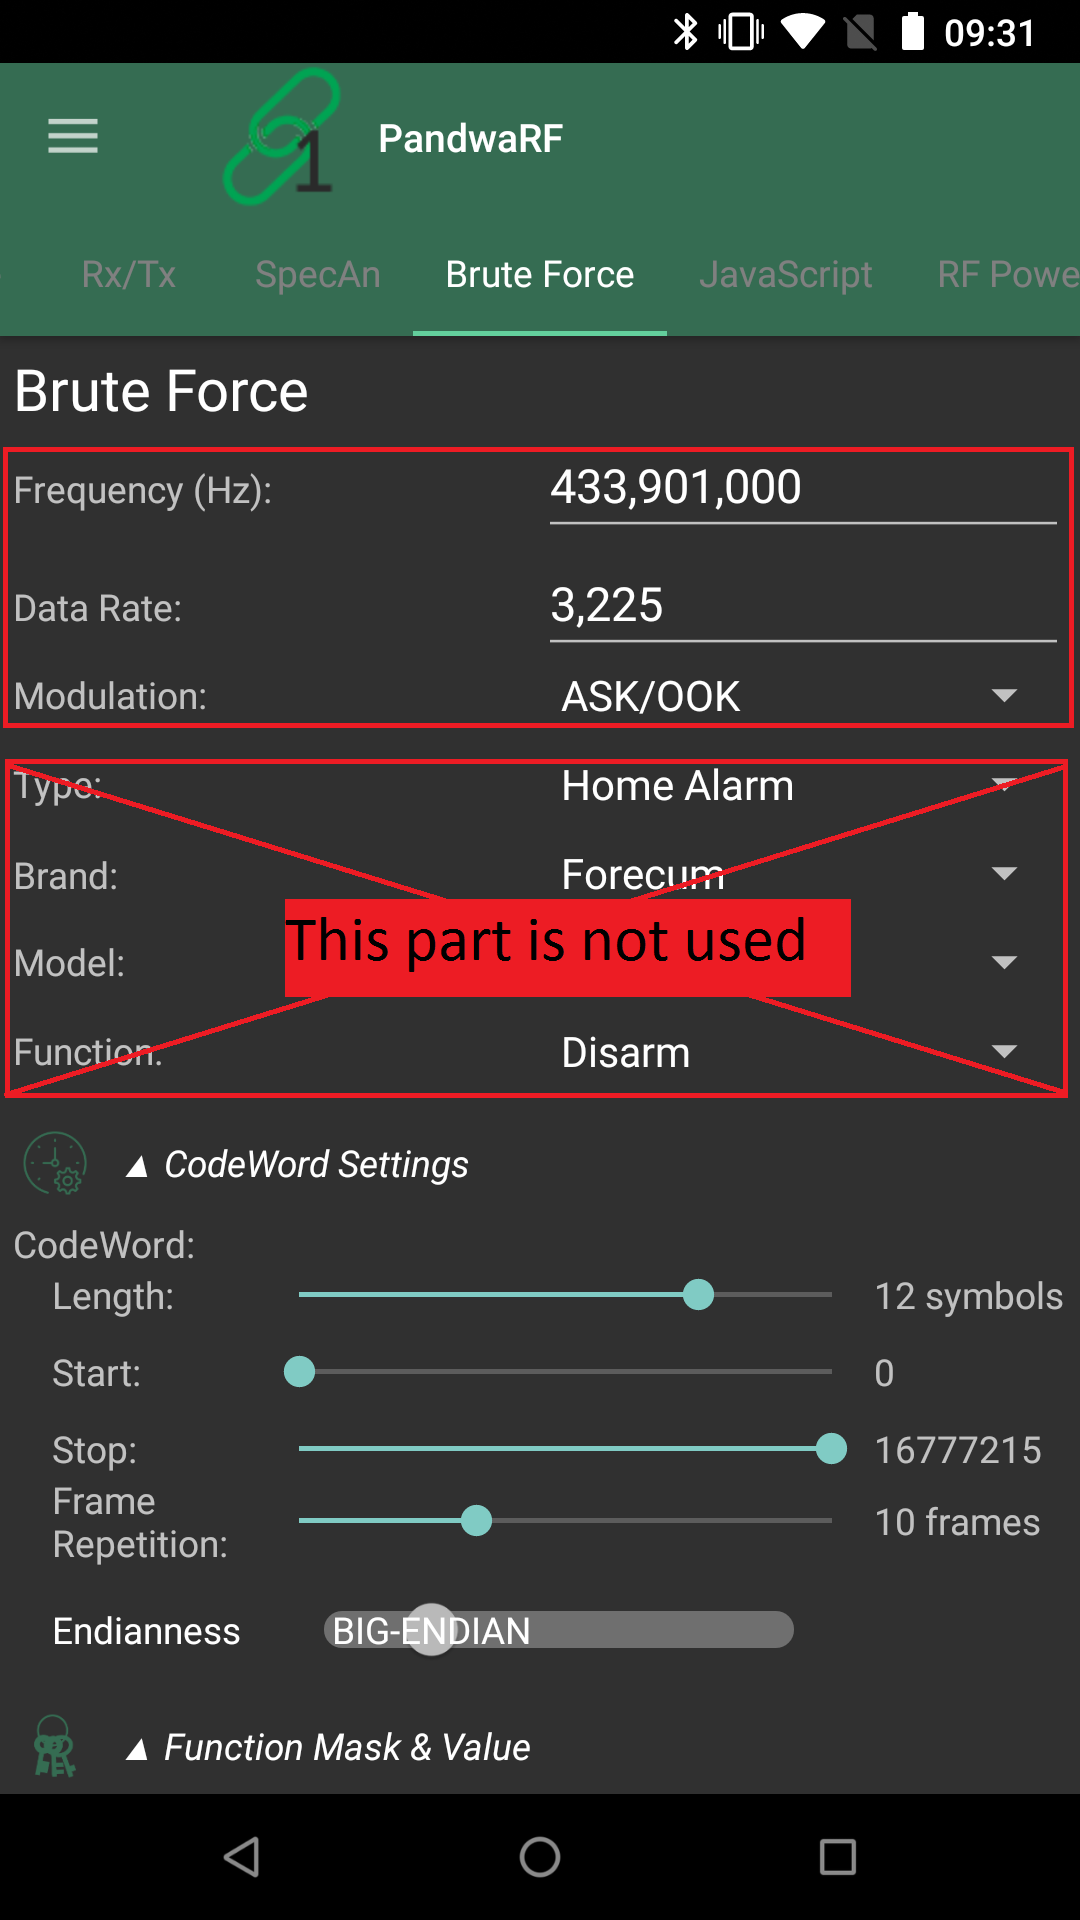 09:31
1 PandwaRF
Rx/Tx SpecAn Brute Force JavaScript RF Powe
Brute Force
Frequency (Hz): 433,901,000
Data Rate: 3,225
Modulation: ASK/OOK
Type: Home Alarm
Brand: Forecum
This part is not used
Model:
Function: Disarm
CodeWord Settings
CodeWord:
Length: 12 symbols
Start: 0
Stop: 16777215
Frame
Repetition: 10 frames
Endianness BIG-ENDIAN
Function Mask & Value